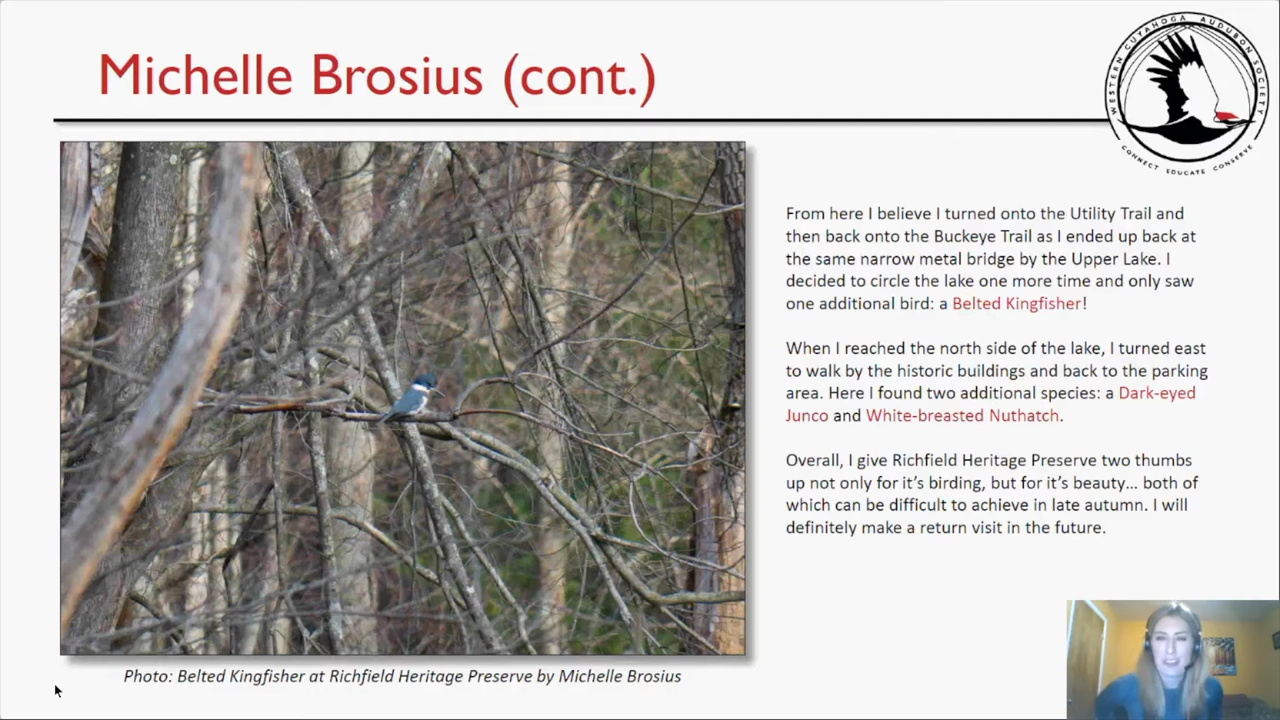 Michelle Brosius (cont.)
WESTERN CUYAHOGA AUDUBON SOCIETY
CONNECT EDUCATE CONSERVE
From here I believe I turned onto the Utility Trail and
then back onto the Buckeye Trail as I ended up back at
the same narrow metal bridge by the Upper Lake. I
decided to circle the lake one more time and only saw
one additional bird: a Belted Kingfisher!
When I reached the north side of the lake, I turned east
to walk by the historic buildings and back to the parking
area. Here I found two additional species: a Dark-eyed
Junco and White-breasted Nuthatch.
Overall, I give Richfield Heritage Preserve two thumbs
up not only for it's birding, but for it's beauty... both of
which can be difficult to achieve in late autumn. I will
definitely make a return visit in the future.
Photo: Belted Kingfisher at Richfield Heritage Preserve by Michelle Brosius